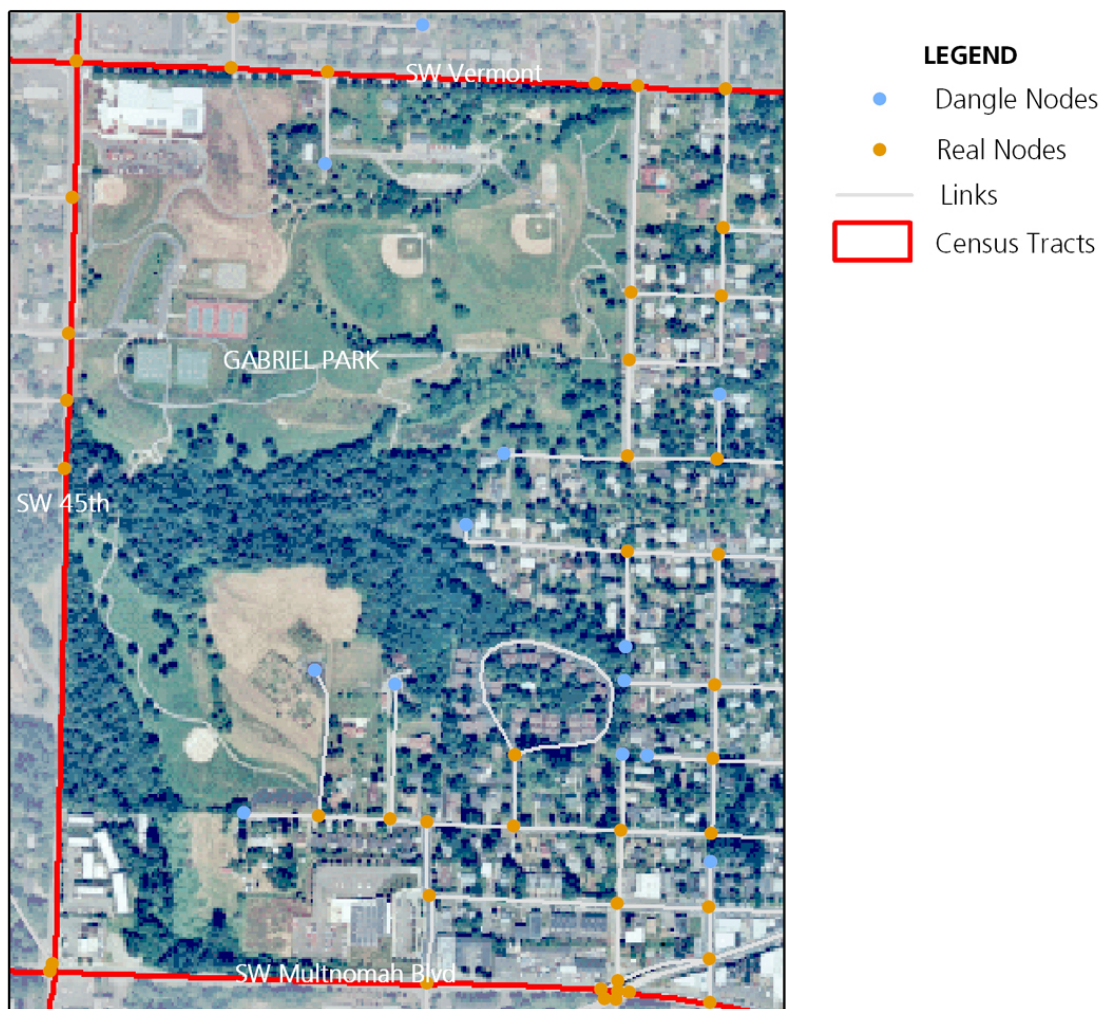 SW Vermont
GABRIEL PARK
SW 45th
SW Multnomah Blvd
LEGEND
Dangle Nodes
Real Nodes
Links
Census Tracts